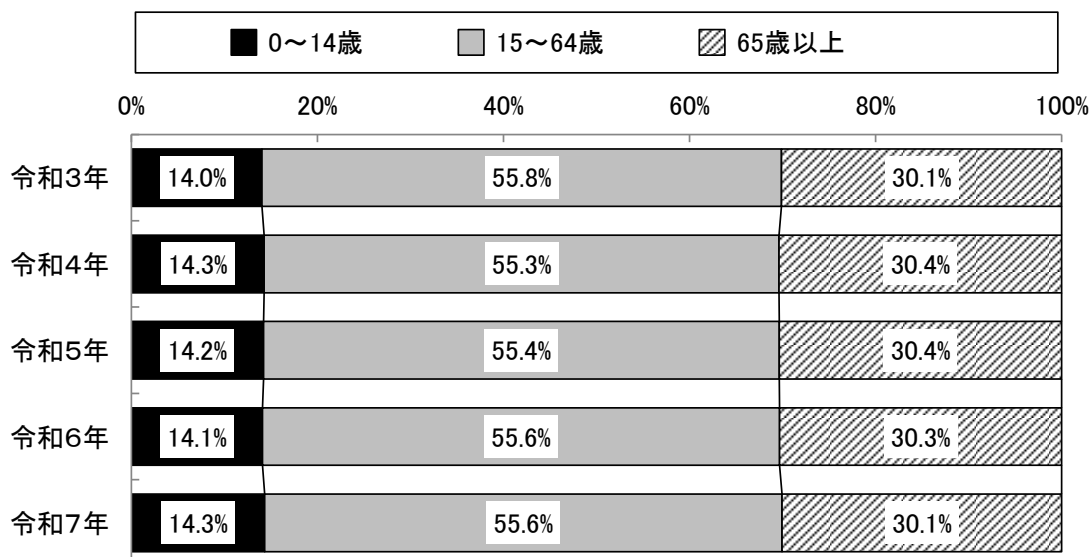 0～14歳 15～64歳 65歳以上
0% 20% 40% 60% 80% 100%
令和3年 14.0% 55.8% 30.1%
令和4年 14.3% 55.3% 30.4%
令和5年 14.2% 55.4% 30.4%
令和6年 14.1% 55.6% 30.3%
令和7年 14.3% 55.6% 30.1%